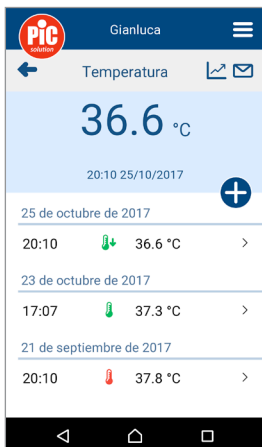 PiC
solution
Gianluca
Temperatura
36.6 °C
20:10 25/10/2017
25 de octubre de 2017
20:10 36.6 °C
23 de octubre de 2017
17:07 37.3 °C
21 de septiembre de 2017
20:10 37.8 °C